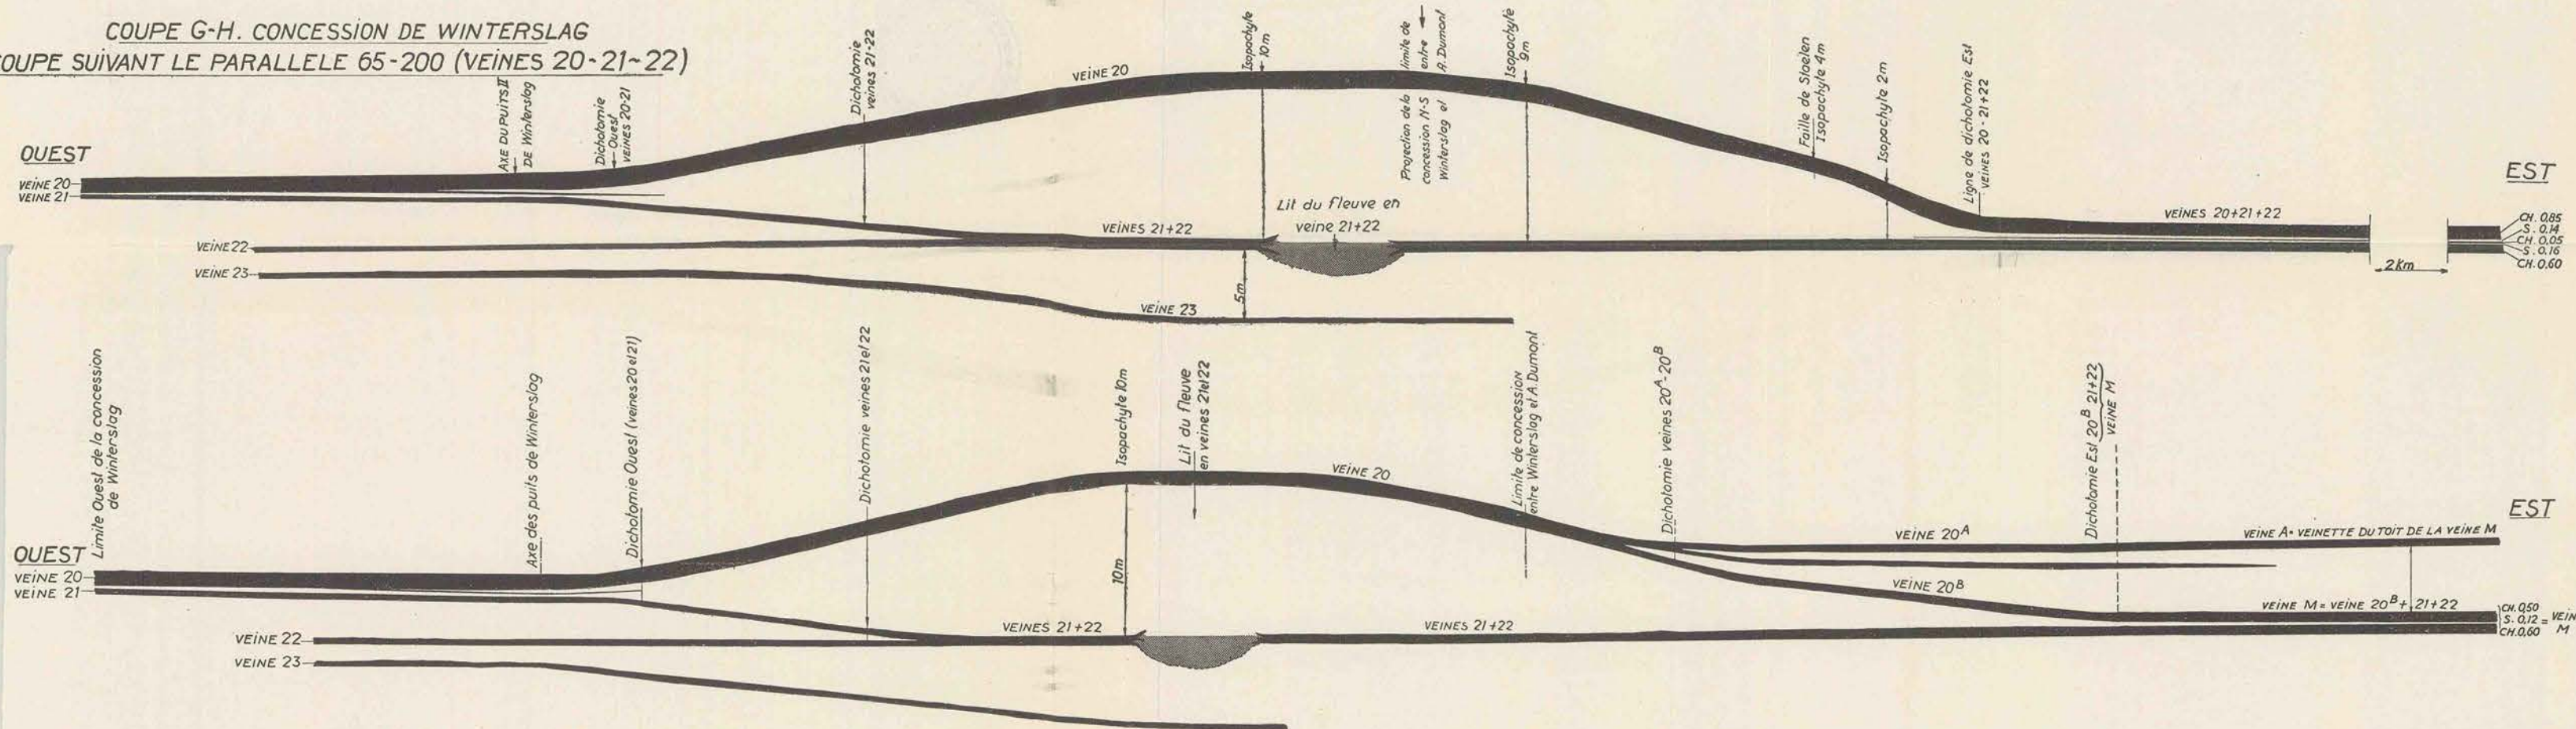 COUPE G-H. CONCESSION DE WINTERSLAG
COUPE SUIVANT LE PARALLELE 65-200 (VEINES 20-21~22)
AXE DU PUITS II
DE Winterslag
Dichotomie
Ouest
VEINES 20-21
Dichotomie
veines 21-22
Isopachyte
10m
Projection de la limite de
concession N-S entre
Winterslag et A.Dumont
Isopachyte
9m
Faille de Staelen
Isopachyte 4m
Isopachyte 2m
Ligne de dichotomie Est
VEINES 20-21+22
VEINE 20
OUEST
EST
VEINE 20
VEINE 21
VEINE 22
VEINE 23
VEINES 21+22
Lit du fleuve en
veine 21+22
VEINES 20+21+22
CH. 0,85
S. 0.14
CH. 0,05
S. 0.16
CH. 0,60
2Km
5m
VEINE 23
Limite Ouest de la concession
de Winterslag
Axe des puits de Winterslag
Dichotomie Ouest (veines 20 et 21)
Dichotomie veines 21 et 22
Isopachyte 10m
Lit du fleuve
en veines 21 et 22
Limite de concession
entre Winterslag et A.Dumont
Dichotomie veines 20A-20B
Dichotomie Est 20B 21+22
VEINE M
VEINE 20
OUEST
EST
VEINE 20
VEINE 21
VEINE 22
VEINE 23
10m
VEINES 21+22
VEINES 21+22
VEINE 20A
VEINE A = VEINETTE DU TOIT DE LA VEINE M
VEINE 20B
VEINE M = VEINE 20B + 21+22
CH. 0,50
S. 0,12 = VEIN
CH. 0,60 M